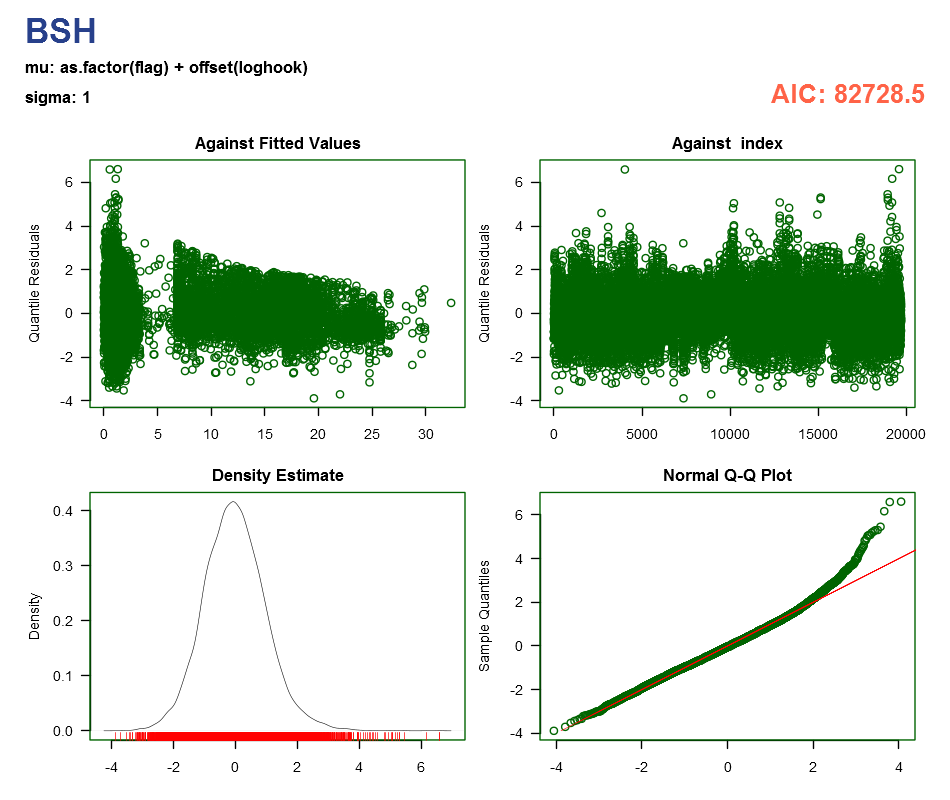 BSH
mu: as.factor(flag) + offset(loghook)
sigma: 1
AIC: 82728.5
Against Fitted Values
Quantile Residuals
6
4
2
0
-2
-4
0 5 10 15 20 25 30
Against  index
Quantile Residuals
6
4
2
0
-2
-4
0 5000 10000 15000 20000
Density Estimate
Density
0.4
0.3
0.2
0.1
0.0
-4 -2 0 2 4 6
Normal Q-Q Plot
Sample Quantiles
6
4
2
0
-2
-4
-4 -2 0 2 4